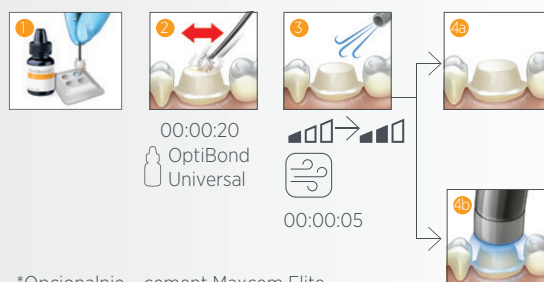 1
2
3
4a
00:00:20
OptiBond
Universal
00:00:05
4b
*Opcjonalnie – cement Maxcem Elite